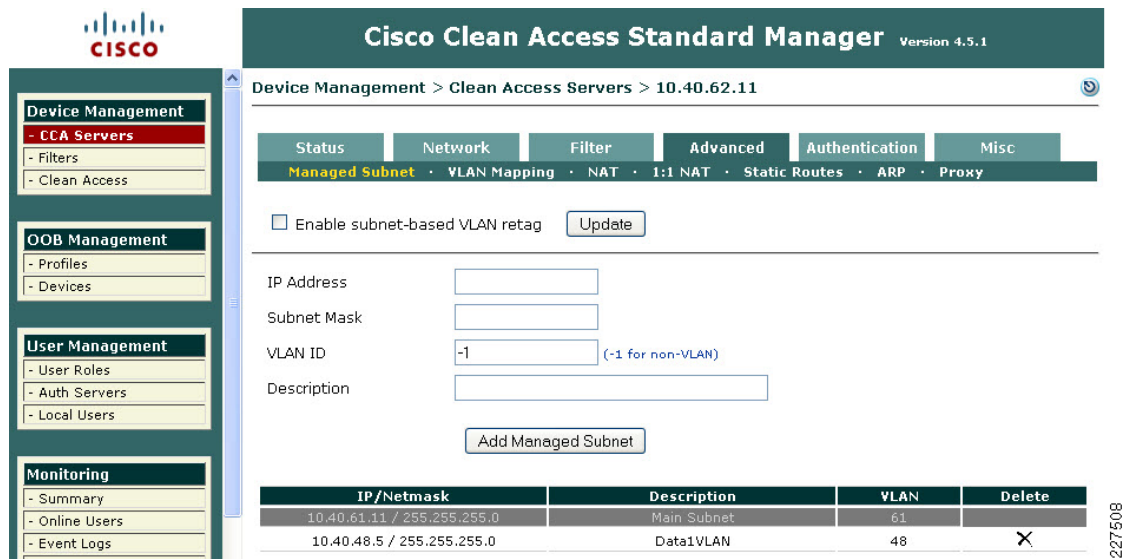 CISCO
Cisco Clean Access Standard Manager Version 4.5.1
Device Management > Clean Access Servers > 10.40.62.11
Device Management
- CCA Servers
- Filters
- Clean Access
OOB Management
- Profiles
- Devices
User Management
- User Roles
- Auth Servers
- Local Users
Monitoring
- Summary
- Online Users
- Event Logs
Status Network Filter Advanced Authentication Misc
Managed Subnet · VLAN Mapping · NAT · 1:1 NAT · Static Routes · ARP · Proxy
Enable subnet-based VLAN retag Update
IP Address
Subnet Mask
VLAN ID -1 (-1 for non-VLAN)
Description
Add Managed Subnet
IP/Netmask Description VLAN Delete
10.40.61.11 / 255.255.255.0 Main Subnet 61
10.40.48.5 / 255.255.255.0 Data1VLAN 48 X
227508